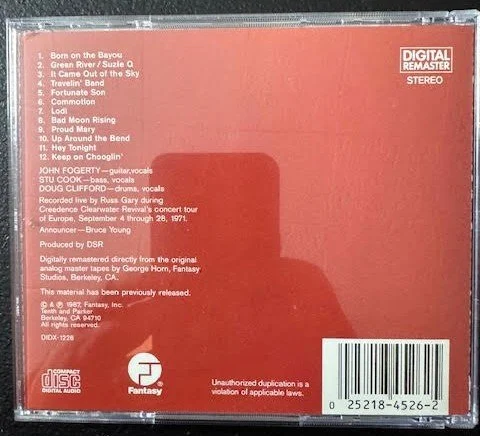 DIGITAL
REMASTER
STEREO
1. Born on the Bayou
2. Green River/Suzie Q
3. It Came Out of the Sky
4. Travelin' Band
5. Fortunate Son
6. Commotion
7. Lodi
8. Bad Moon Rising
9. Proud Mary
10. Up Around the Bend
11. Hey Tonight
12. Keep on Chooglin'
JOHN FOGERTY—guitar, vocals
STU COOK—bass, vocals
DOUG CLIFFORD—drums, vocals
Recorded live by Russ Gary during
Creedence Clearwater Revival's concert tour
of Europe, September 4 through 28, 1971.
Announcer—Bruce Young
Produced by DSR
Digitally remastered directly from the original
analog master tapes by George Horn, Fantasy
Studios, Berkeley, CA.
This material has been previously released.
© & ℗ 1987, Fantasy, Inc.
Tenth and Parker
Berkeley, CA 94710
All rights reserved.
DIDX-1228
COMPACT
disc
DIGITAL AUDIO
F
Fantasy
Unauthorized duplication is a
violation of applicable laws.
0 25218-4526-2